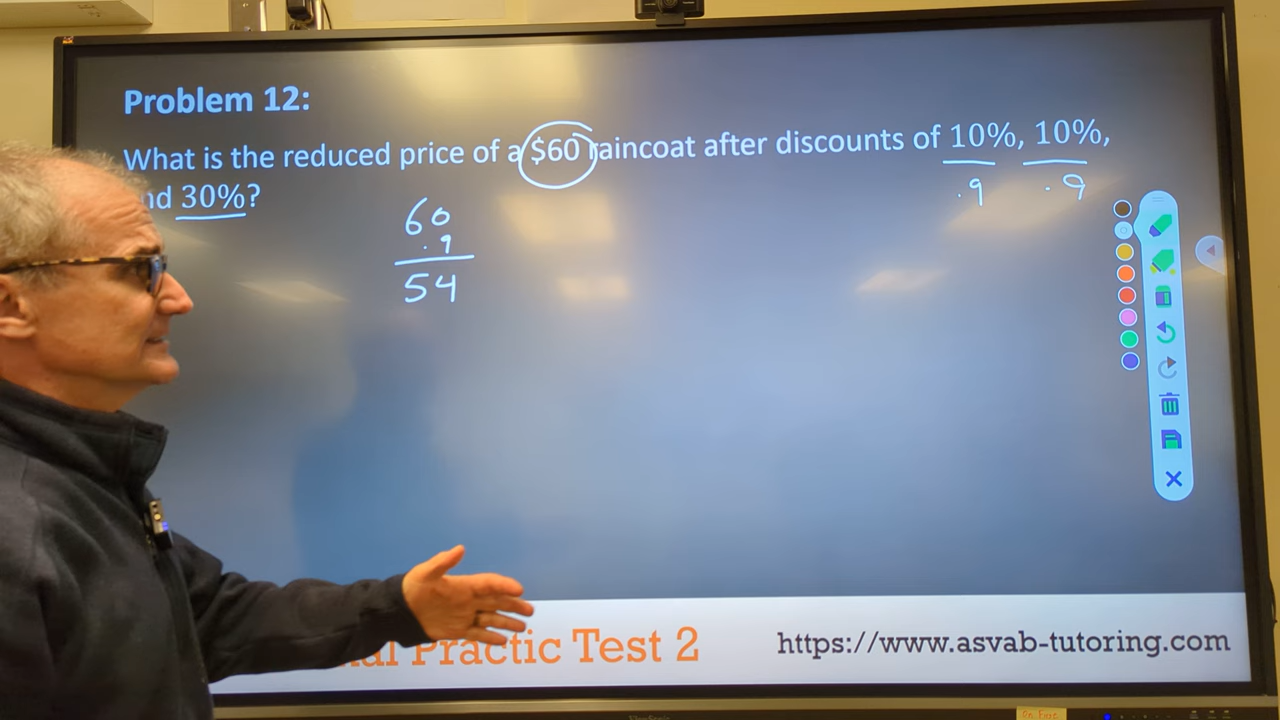 Problem 12:
What is the reduced price of a $60 raincoat after discounts of 10%, 10%,
30%?
.9 .9
60
.9
54
Practic Test 2
https://www.asvab-tutoring.com